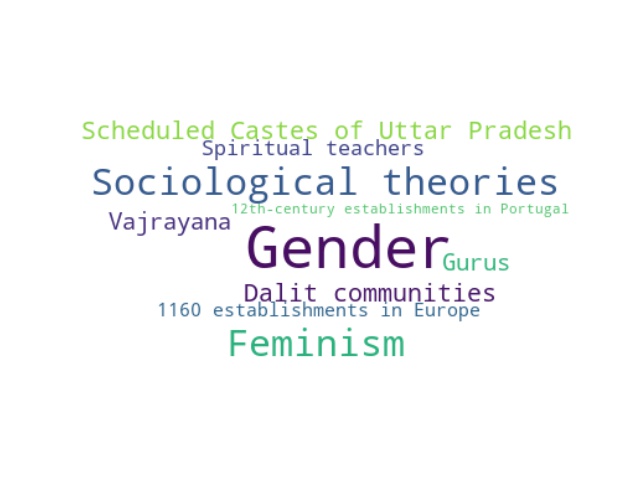 Scheduled Castes of Uttar Pradesh
Spiritual teachers
Sociological theories
12th-century establishments in Portugal
Vajrayana
Gender
Gurus
Dalit communities
1160 establishments in Europe
Feminism